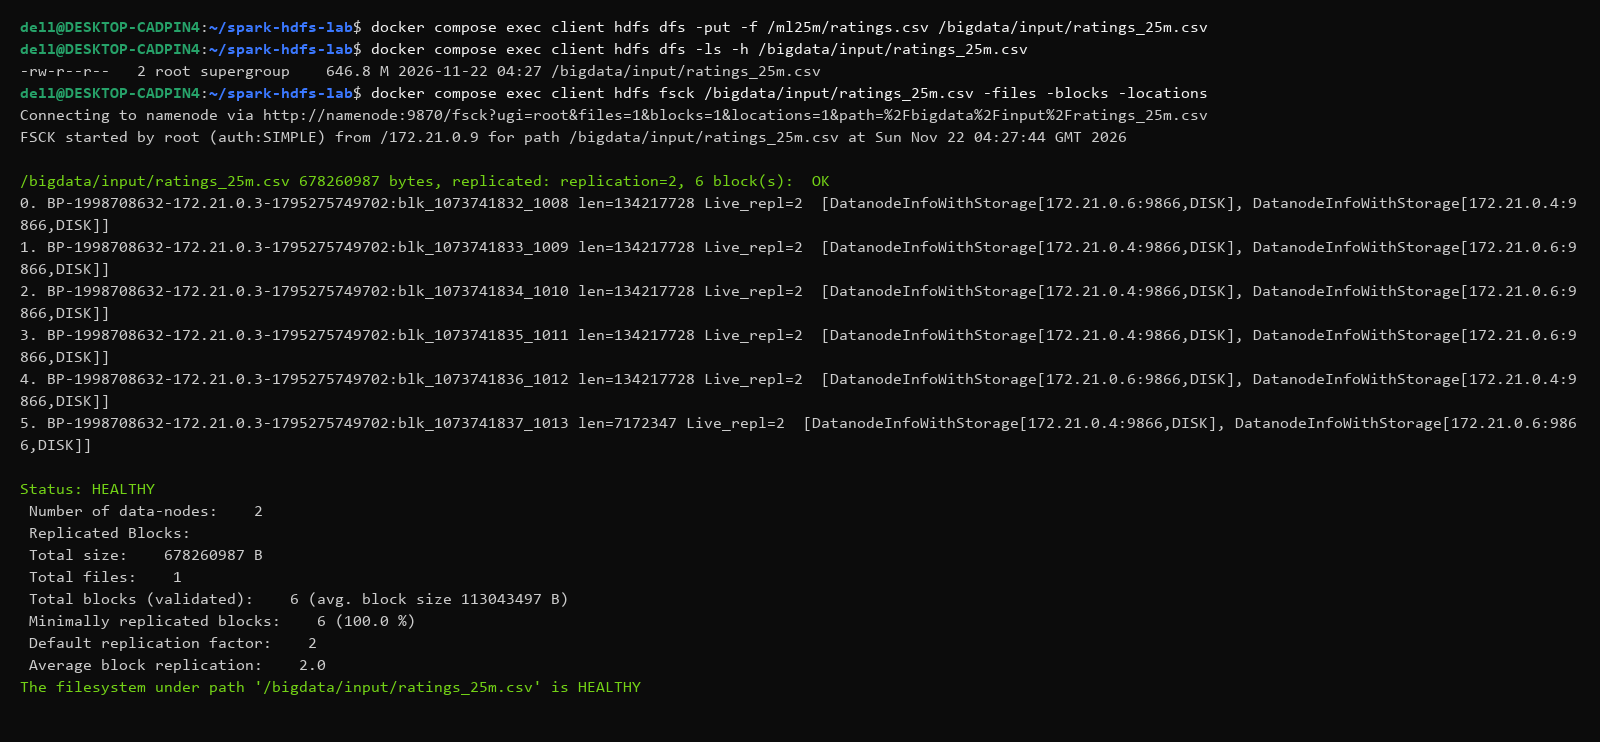 dell@DESKTOP-CADPIN4:~/spark-hdfs-lab$ docker compose exec client hdfs dfs -put -f /ml25m/ratings.csv /bigdata/input/ratings_25m.csv
dell@DESKTOP-CADPIN4:~/spark-hdfs-lab$ docker compose exec client hdfs dfs -ls -h /bigdata/input/ratings_25m.csv
-rw-r--r--   2 root supergroup    646.8 M 2026-11-22 04:27 /bigdata/input/ratings_25m.csv
dell@DESKTOP-CADPIN4:~/spark-hdfs-lab$ docker compose exec client hdfs fsck /bigdata/input/ratings_25m.csv -files -blocks -locations
Connecting to namenode via http://namenode:9870/fsck?ugi=root&files=1&blocks=1&locations=1&path=%2Fbigdata%2Finput%2Fratings_25m.csv
FSCK started by root (auth:SIMPLE) from /172.21.0.9 for path /bigdata/input/ratings_25m.csv at Sun Nov 22 04:27:44 GMT 2026

/bigdata/input/ratings_25m.csv 678260987 bytes, replicated: replication=2, 6 block(s):  OK
0. BP-1998708632-172.21.0.3-1795275749702:blk_1073741832_1008 len=134217728 Live_repl=2  [DatanodeInfoWithStorage[172.21.0.6:9866,DISK], DatanodeInfoWithStorage[172.21.0.4:9
866,DISK]]
1. BP-1998708632-172.21.0.3-1795275749702:blk_1073741833_1009 len=134217728 Live_repl=2  [DatanodeInfoWithStorage[172.21.0.4:9866,DISK], DatanodeInfoWithStorage[172.21.0.6:9
866,DISK]]
2. BP-1998708632-172.21.0.3-1795275749702:blk_1073741834_1010 len=134217728 Live_repl=2  [DatanodeInfoWithStorage[172.21.0.4:9866,DISK], DatanodeInfoWithStorage[172.21.0.6:9
866,DISK]]
3. BP-1998708632-172.21.0.3-1795275749702:blk_1073741835_1011 len=134217728 Live_repl=2  [DatanodeInfoWithStorage[172.21.0.4:9866,DISK], DatanodeInfoWithStorage[172.21.0.6:9
866,DISK]]
4. BP-1998708632-172.21.0.3-1795275749702:blk_1073741836_1012 len=134217728 Live_repl=2  [DatanodeInfoWithStorage[172.21.0.6:9866,DISK], DatanodeInfoWithStorage[172.21.0.4:9
866,DISK]]
5. BP-1998708632-172.21.0.3-1795275749702:blk_1073741837_1013 len=7172347 Live_repl=2  [DatanodeInfoWithStorage[172.21.0.4:9866,DISK], DatanodeInfoWithStorage[172.21.0.6:986
6,DISK]]

Status: HEALTHY
 Number of data-nodes:    2
 Replicated Blocks:
 Total size:    678260987 B
 Total files:    1
 Total blocks (validated):    6 (avg. block size 113043497 B)
 Minimally replicated blocks:    6 (100.0 %)
 Default replication factor:    2
 Average block replication:    2.0
The filesystem under path '/bigdata/input/ratings_25m.csv' is HEALTHY